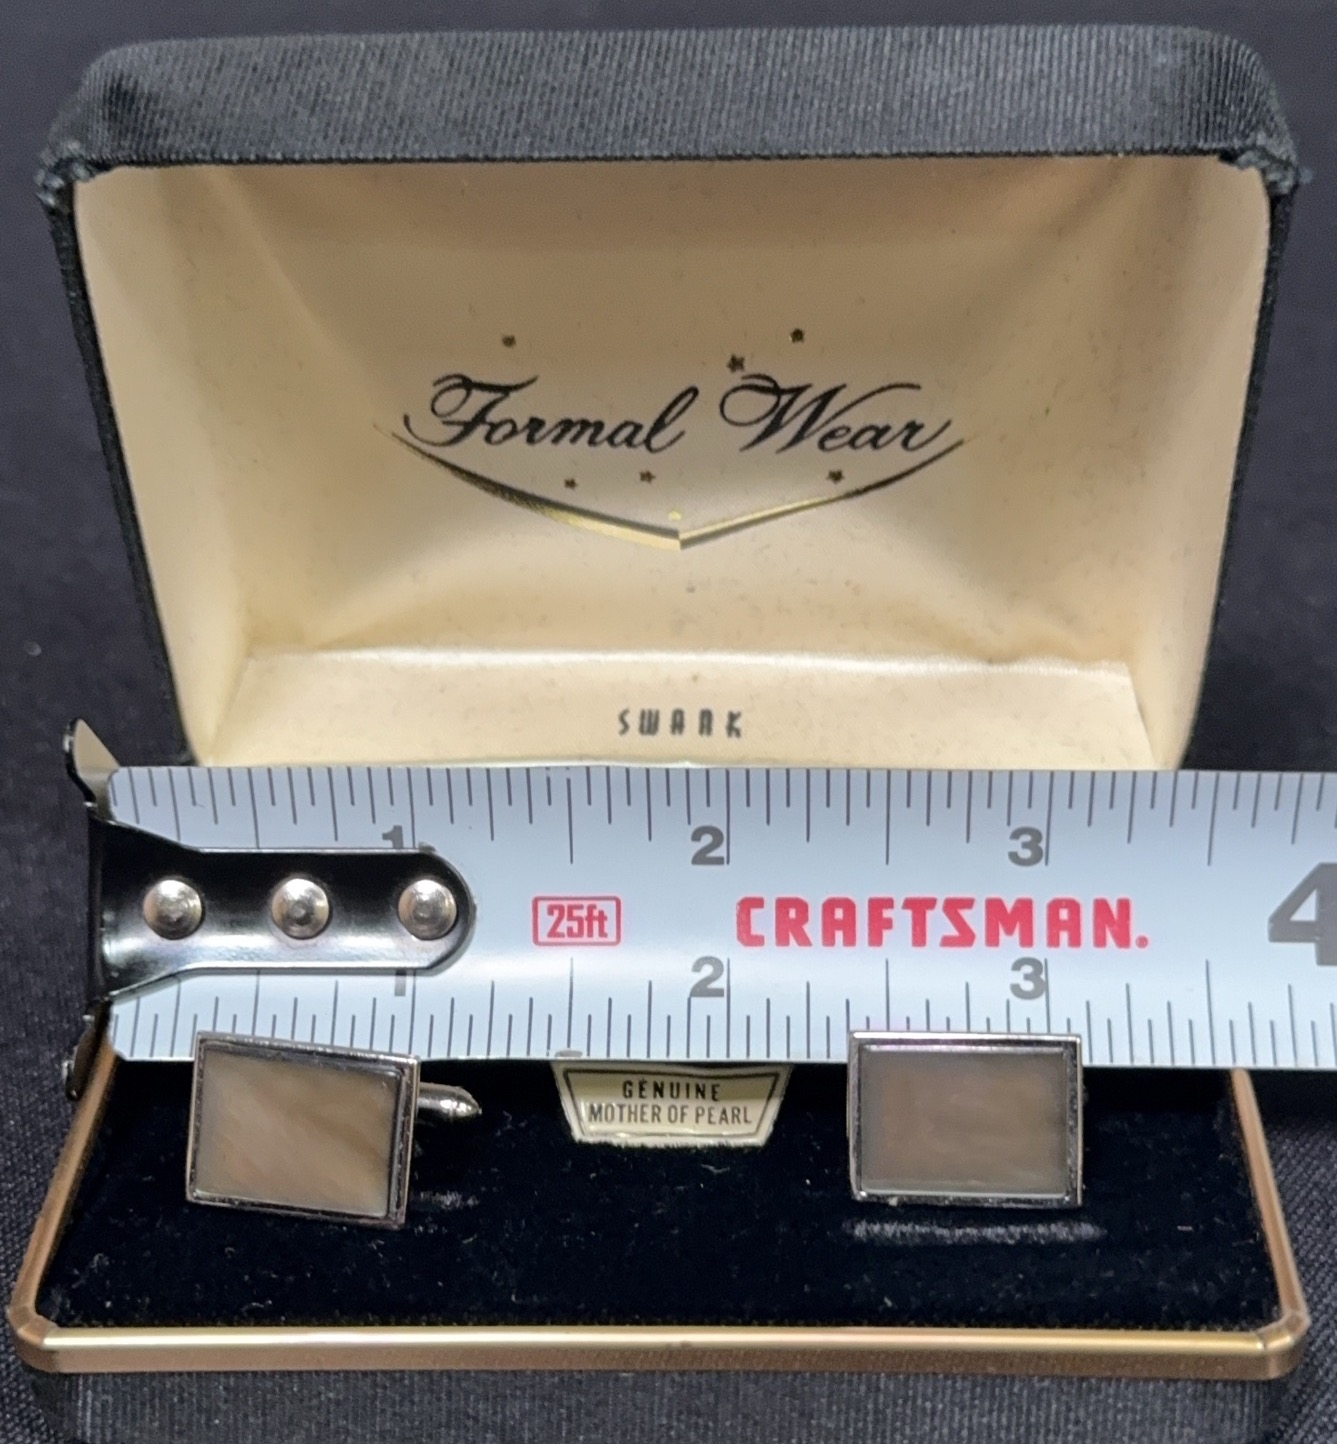 Formal Wear
SWANK
1 2 3
25ft CRAFTSMAN. 4
1 2 3
GENUINE
MOTHER OF PEARL